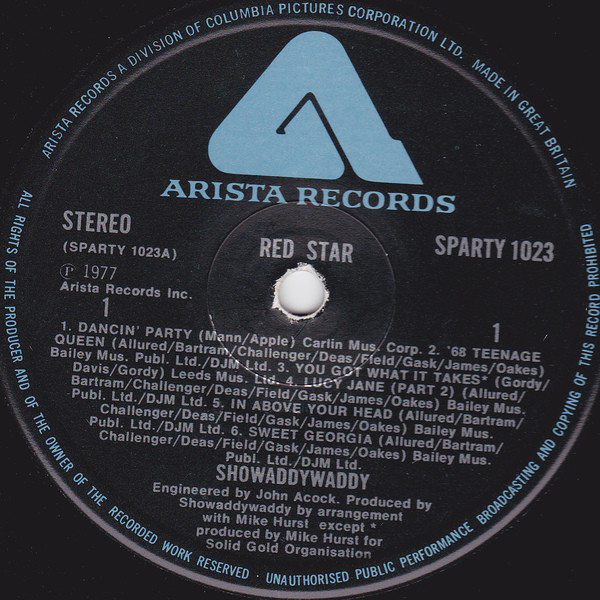 ARISTA RECORDS A DIVISION OF COLUMBIA PICTURES CORPORATION LTD. MADE IN GREAT BRITAIN
ARISTA RECORDS
STEREO
(SPARTY 1023A)
RED STAR
SPARTY 1023
℗ 1977
Arista Records Inc.
1
1
1. DANCIN' PARTY (Mann/Apple) Carlin Mus. Corp. 2. '68 TEENAGE
QUEEN (Allured/Bartram/Challenger/Deas/Field/Gask/James/Oakes)
Bailey Mus. Publ. Ltd./DJM Ltd. 3. YOU GOT WHAT IT TAKES* (Gordy/
Davis/Gordy) Leeds Mus. Ltd. 4. LUCY JANE (PART 2) (Allured/
Bartram/Challenger/Deas/Field/Gask/James/Oakes) Bailey Mus.
Publ. Ltd./DJM Ltd. 5. IN ABOVE YOUR HEAD (Allured/Bartram/
Challenger/Deas/Field/Gask/James/Oakes) Bailey Mus.
Publ. Ltd./DJM Ltd. 6. SWEET GEORGIA (Allured/Bartram/
Challenger/Deas/Field/Gask/James/Oakes) Bailey Mus.
Publ. Ltd./DJM Ltd.
SHOWADDYWADDY
Engineered by John Acock. Produced by
Showaddywaddy by arrangement
with Mike Hurst except *
produced by Mike Hurst for
Solid Gold Organisation
ALL RIGHTS OF THE PRODUCER AND OF THE OWNER OF THE RECORDED WORK RESERVED · UNAUTHORISED PUBLIC PERFORMANCE BROADCASTING AND COPYING OF THIS RECORD PROHIBITED